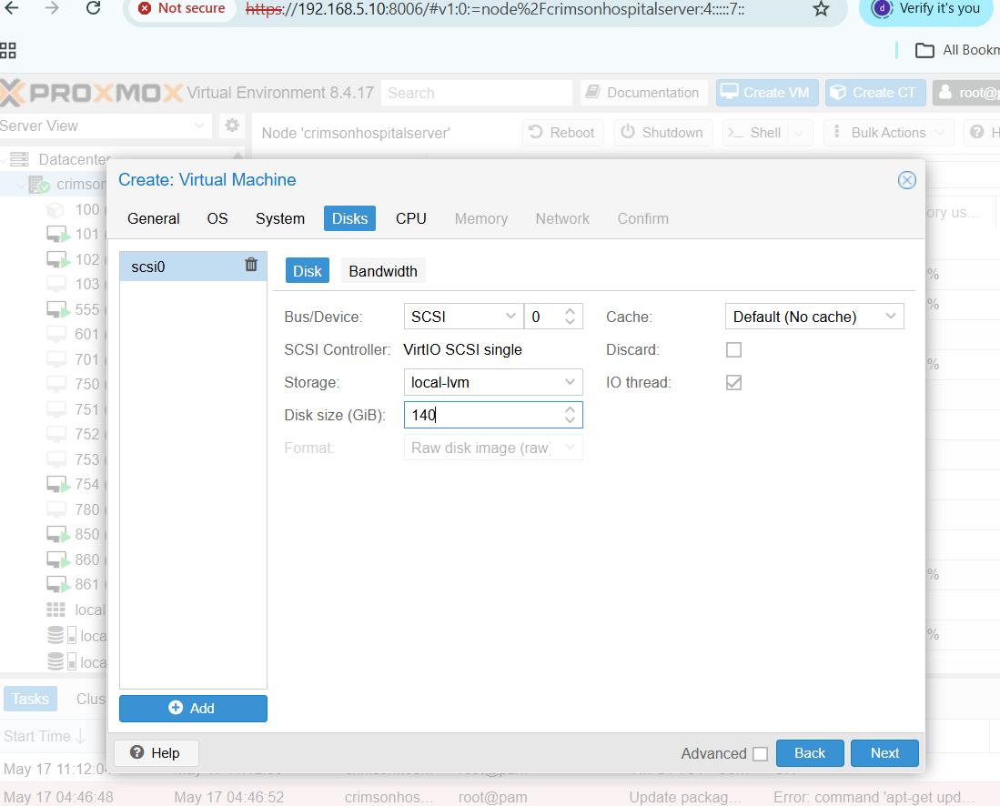 Not secure https://192.168.5.10:8006/#v1:0:=node%2Fcrimsonhospitalserver:4:::::7:: d Verify it's you
All Bookm
PROXMOX Virtual Environment 8.4.17 Search Documentation Create VM Create CT root@p
Server View Node 'crimsonhospitalserver' Reboot Shutdown Shell Bulk Actions H
Datacenter
crimson
100
101
102
103
555
601
701
750
751
752
753
754
780
850
860
861
local
loca
loca
ory us...
%
%
%
%
%
Create: Virtual Machine
General OS System Disks CPU Memory Network Confirm
scsi0
Disk Bandwidth
Bus/Device: SCSI 0 Cache: Default (No cache)
SCSI Controller: VirtIO SCSI single Discard:
Storage: local-lvm IO thread:
Disk size (GiB): 140
Format: Raw disk image (raw)
Add
Help Advanced Back Next
Tasks Clus
Start Time
May 17 11:12:04
May 17 04:46:48 May 17 04:46:52 crimsonhos... root@pam Update packag... Error: command 'apt-get upd...